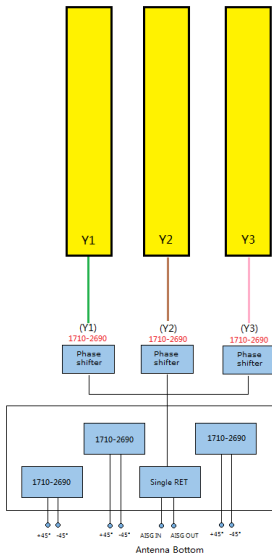 Y1 Y2 Y3
(Y1) (Y2) (Y3)
1710-2690 1710-2690 1710-2690
Phase Phase Phase
shifter shifter shifter
1710-2690 1710-2690
1710-2690 Single RET
+45° -45° +45° -45° AISG IN AISG OUT +45° -45°
Antenna Bottom